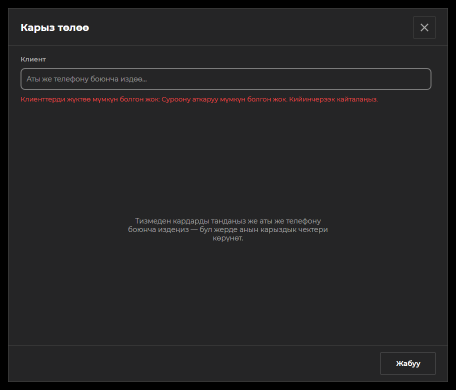 Карыз төлөө
Клиент
Аты же телефону боюнча издөө...
Клиенттерди жүктөө мүмкүн болгон жок: Суроону аткаруу мүмкүн болгон жок. Кийинчерээк кайталаңыз.
Тизмеден кардарды тандаңыз же аты же телефону
боюнча издеңиз — бул жерде анын карыздык чектери
көрүнөт.
Жабуу